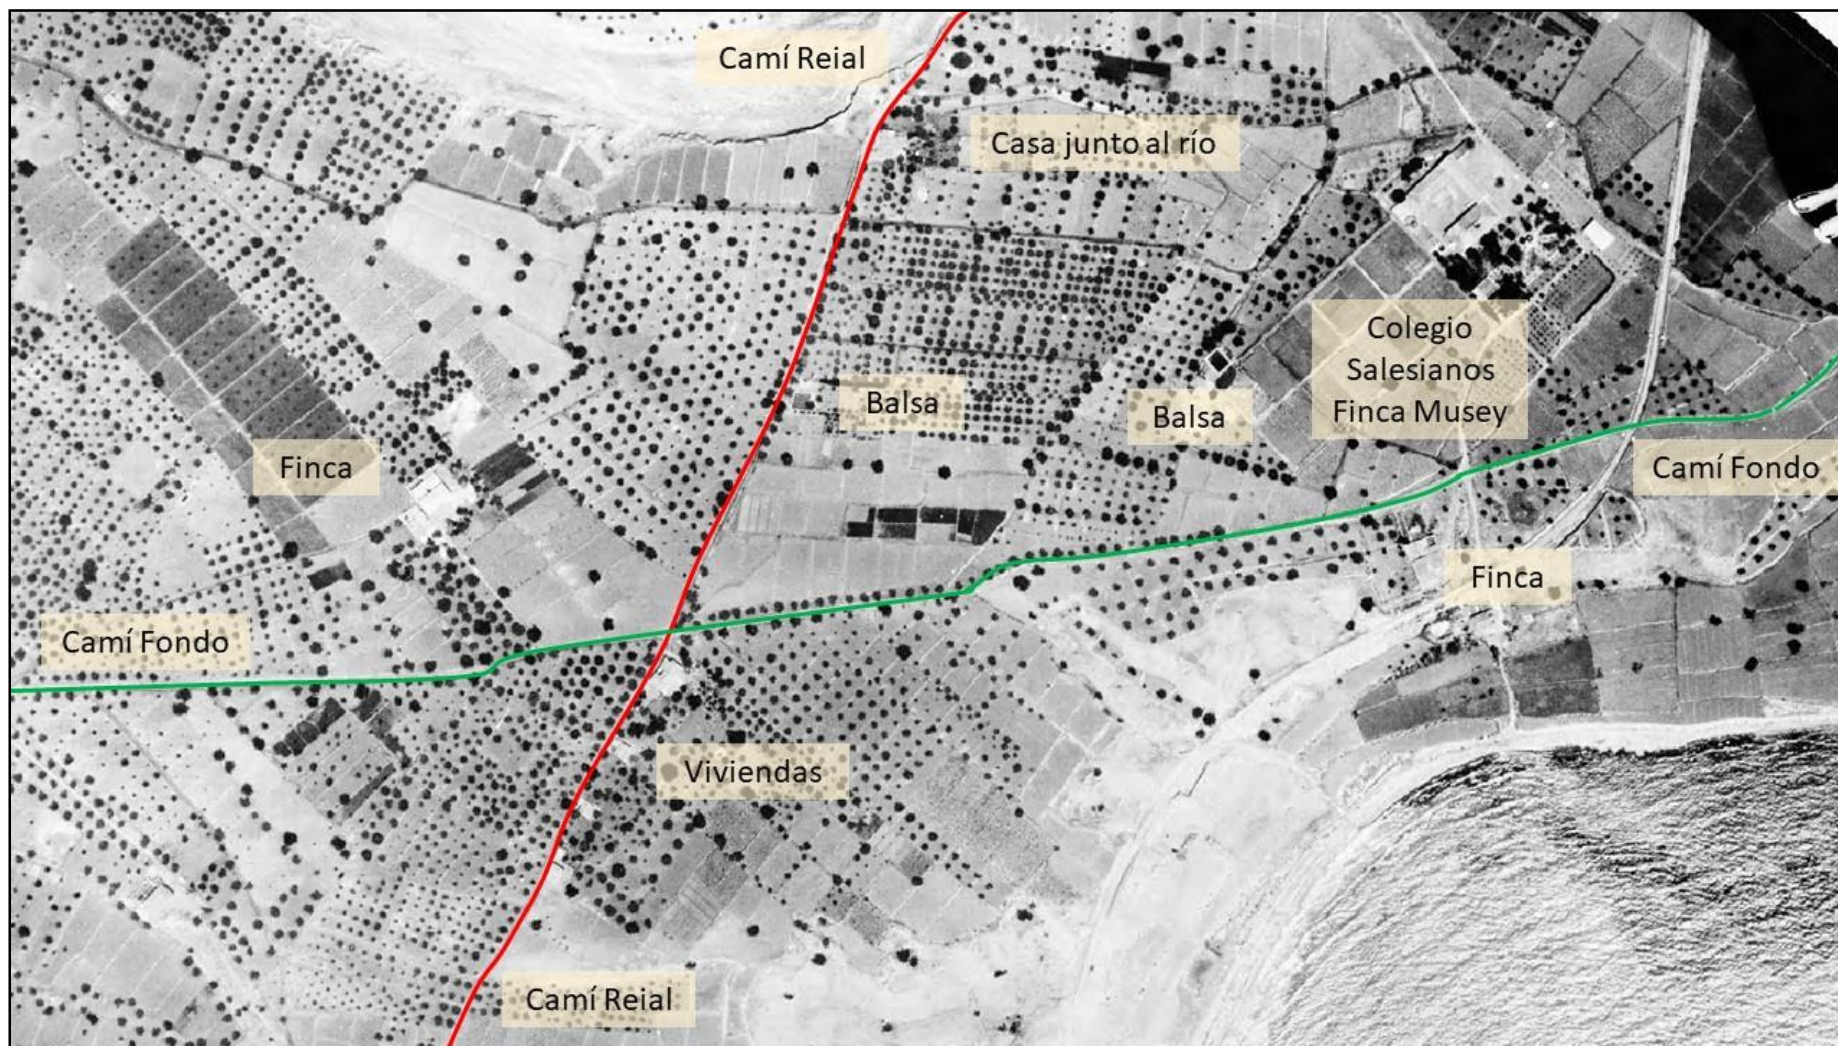 Camí Reial
Casa junto al río
Colegio
Salesianos
Finca Musey
Balsa
Balsa
Finca
Camí Fondo
Finca
Camí Fondo
Viviendas
Camí Reial